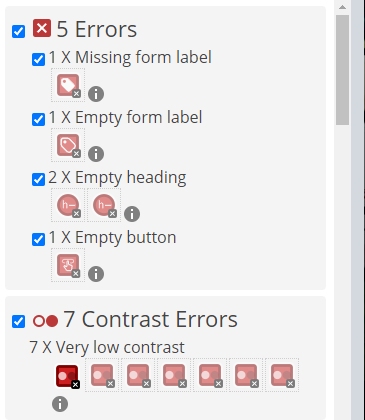 5 Errors
1 X Missing form label
1 X Empty form label
2 X Empty heading
h- h-
1 X Empty button
7 Contrast Errors
7 X Very low contrast